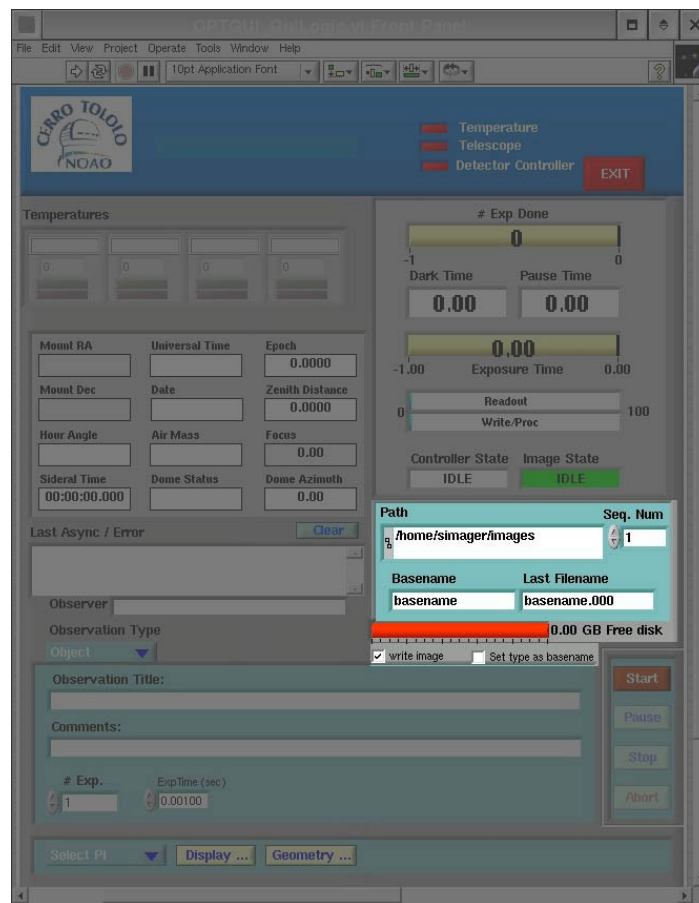 OPTGUI_GuiLogic.vi Front Panel
File Edit View Project Operate Tools Window Help
10pt Application Font
CERRO TOLOLO
NOAO
Temperature
Telescope
Detector Controller
EXIT
Temperatures
0 0 0 0
# Exp Done
0
-1 0
Dark Time Pause Time
0.00 0.00
0.00
-1.00 Exposure Time 0.00
Readout
0 100
Write/Proc
Controller State Image State
IDLE IDLE
Mount RA Universal Time Epoch
0.0000
Mount Dec Date Zenith Distance
0.0000
Hour Angle Air Mass Focus
0.00
Sideral Time Dome Status Dome Azimuth
00:00:00.000 0.00
Path Seq. Num
/home/simager/images 1
Basename Last Filename
basename basename.000
0.00 GB Free disk
write image Set type as basename
Last Async / Error Clear
Observer
Observation Type
Object
Observation Title:
Comments:
# Exp. ExpTime (sec)
1 0.00100
Start
Pause
Stop
Abort
Select PI Display ... Geometry ...